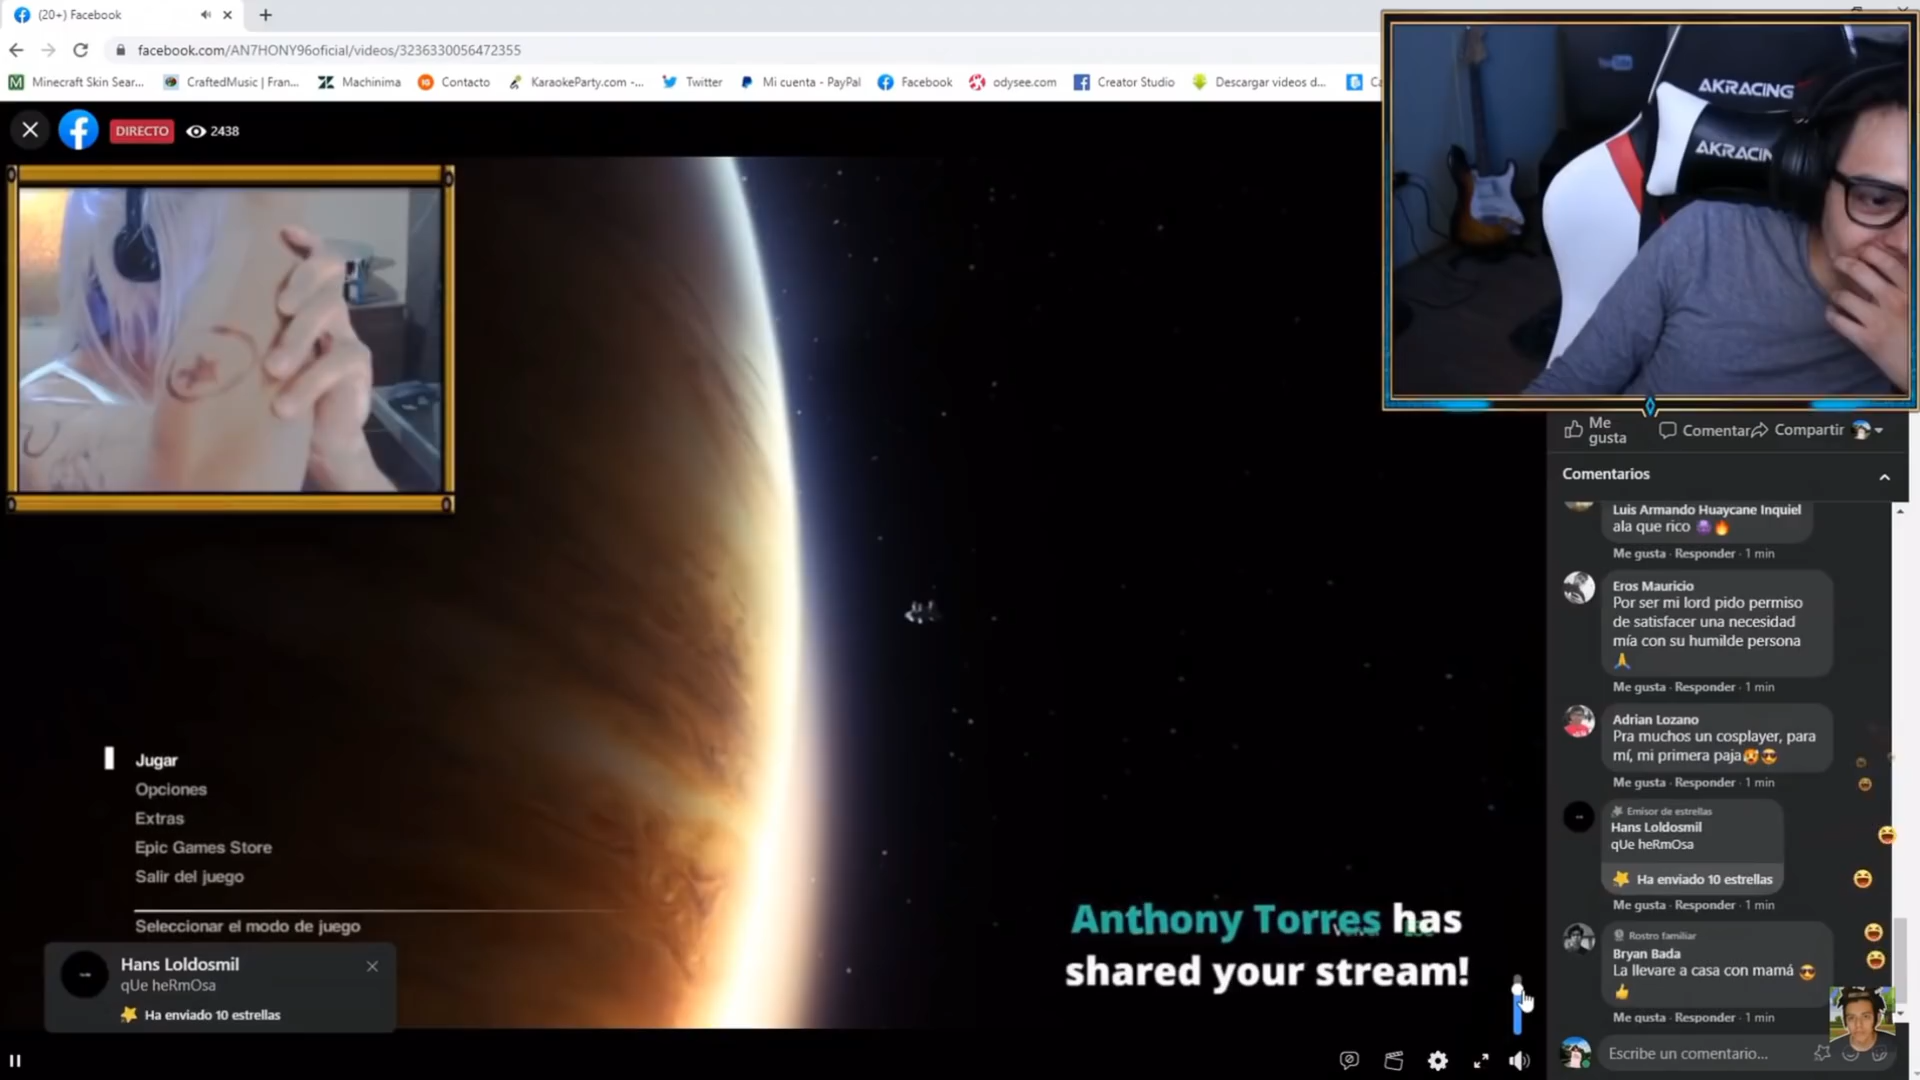 (20+) Facebook
facebook.com/AN7HONY96oficial/videos/3236330056472355
Minecraft Skin Sear...
CraftedMusic | Fran...
Machinima
Contacto
KaraokeParty.com -...
Twitter
Mi cuenta - PayPal
Facebook
odysee.com
Creator Studio
Descargar videos d...
DIRECTO
2438
AKRACING
AKRACIN
Me gusta
Comentar
Compartir
Comentarios
Luis Armando Huaycane Inquiel
ala que rico
Me gusta · Responder · 1 min
Eros Mauricio
Por ser mi lord pido permiso
de satisfacer una necesidad
mía con su humilde persona
Me gusta · Responder · 1 min
Adrian Lozano
Pra muchos un cosplayer, para
mí, mi primera paja
Me gusta · Responder · 1 min
Emisor de estrellas
Hans Loldosmil
qUe heRmOsa
Ha enviado 10 estrellas
Me gusta · Responder · 1 min
Rostro familiar
Bryan Bada
La llevare a casa con mamá
Me gusta · Responder · 1 min
Escribe un comentario...
Jugar
Opciones
Extras
Epic Games Store
Salir del juego
Seleccionar el modo de juego
Hans Loldosmil
qUe heRmOsa
Ha enviado 10 estrellas
Anthony Torres has
shared your stream!